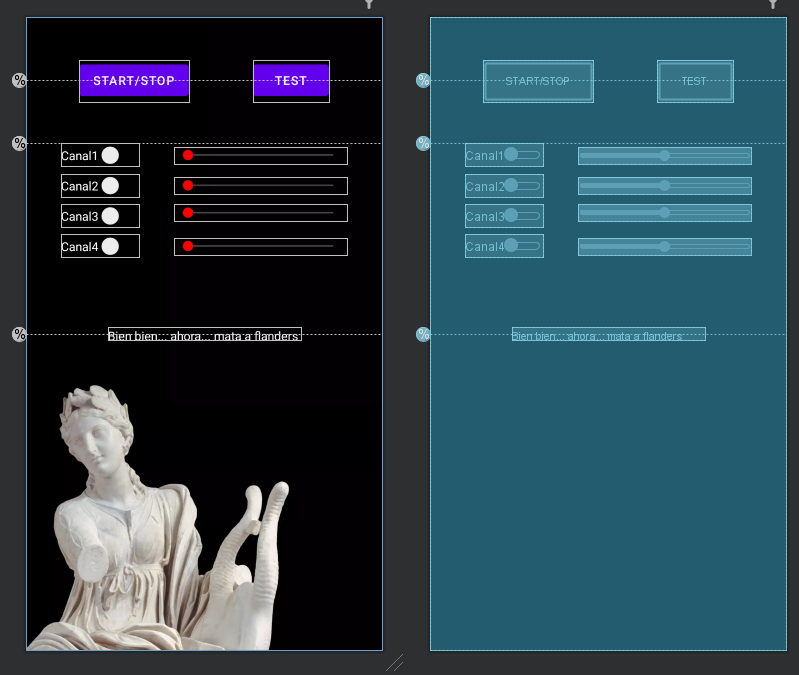 START/STOP TEST
Canal1
Canal2
Canal3
Canal4
Bien bien... ahora... mata a flanders
START/STOP TEST
Canal1
Canal2
Canal3
Canal4
Bien bien... ahora... mata a flanders
%
%
%
%
%
%